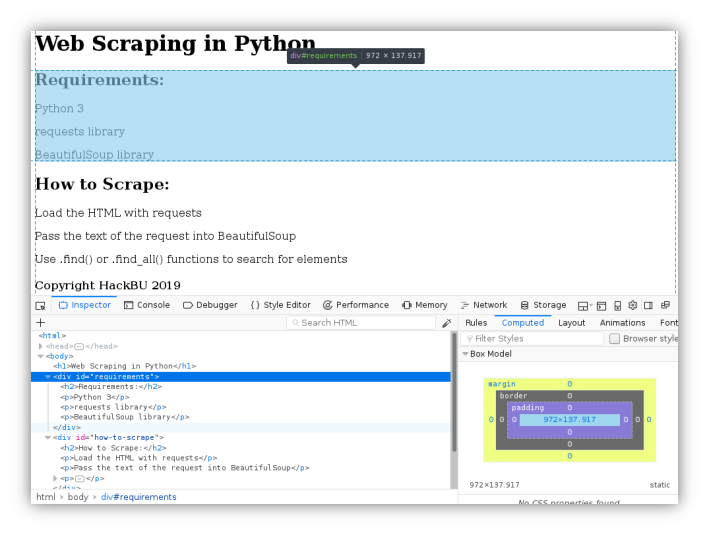 Web Scraping in Python
div#requirements | 972 × 137.917
Requirements:
Python 3
requests library
BeautifulSoup library
How to Scrape:
Load the HTML with requests
Pass the text of the request into BeautifulSoup
Use .find() or .find_all() functions to search for elements
Copyright HackBU 2019
Inspector Console Debugger {} Style Editor Performance Memory Network Storage
+ Search HTML
<html>
<head></head>
<body>
<h1>Web Scraping in Python</h1>
<div id="requirements">
<h2>Requirements:</h2>
<p>Python 3</p>
<p>requests library</p>
<p>BeautifulSoup library</p>
</div>
<div id="how-to-scrape">
<h2>How to Scrape:</h2>
<p>Load the HTML with requests</p>
<p>Pass the text of the request into BeautifulSoup</p>
<p></p>
</div>
html › body › div#requirements
Rules Computed Layout Animations Font
Filter Styles Browser style
Box Model
margin 0
border 0
padding 0
0 0 0 972×137.917 0 0 0
0
0
0
972×137.917 static
No CSS properties found.